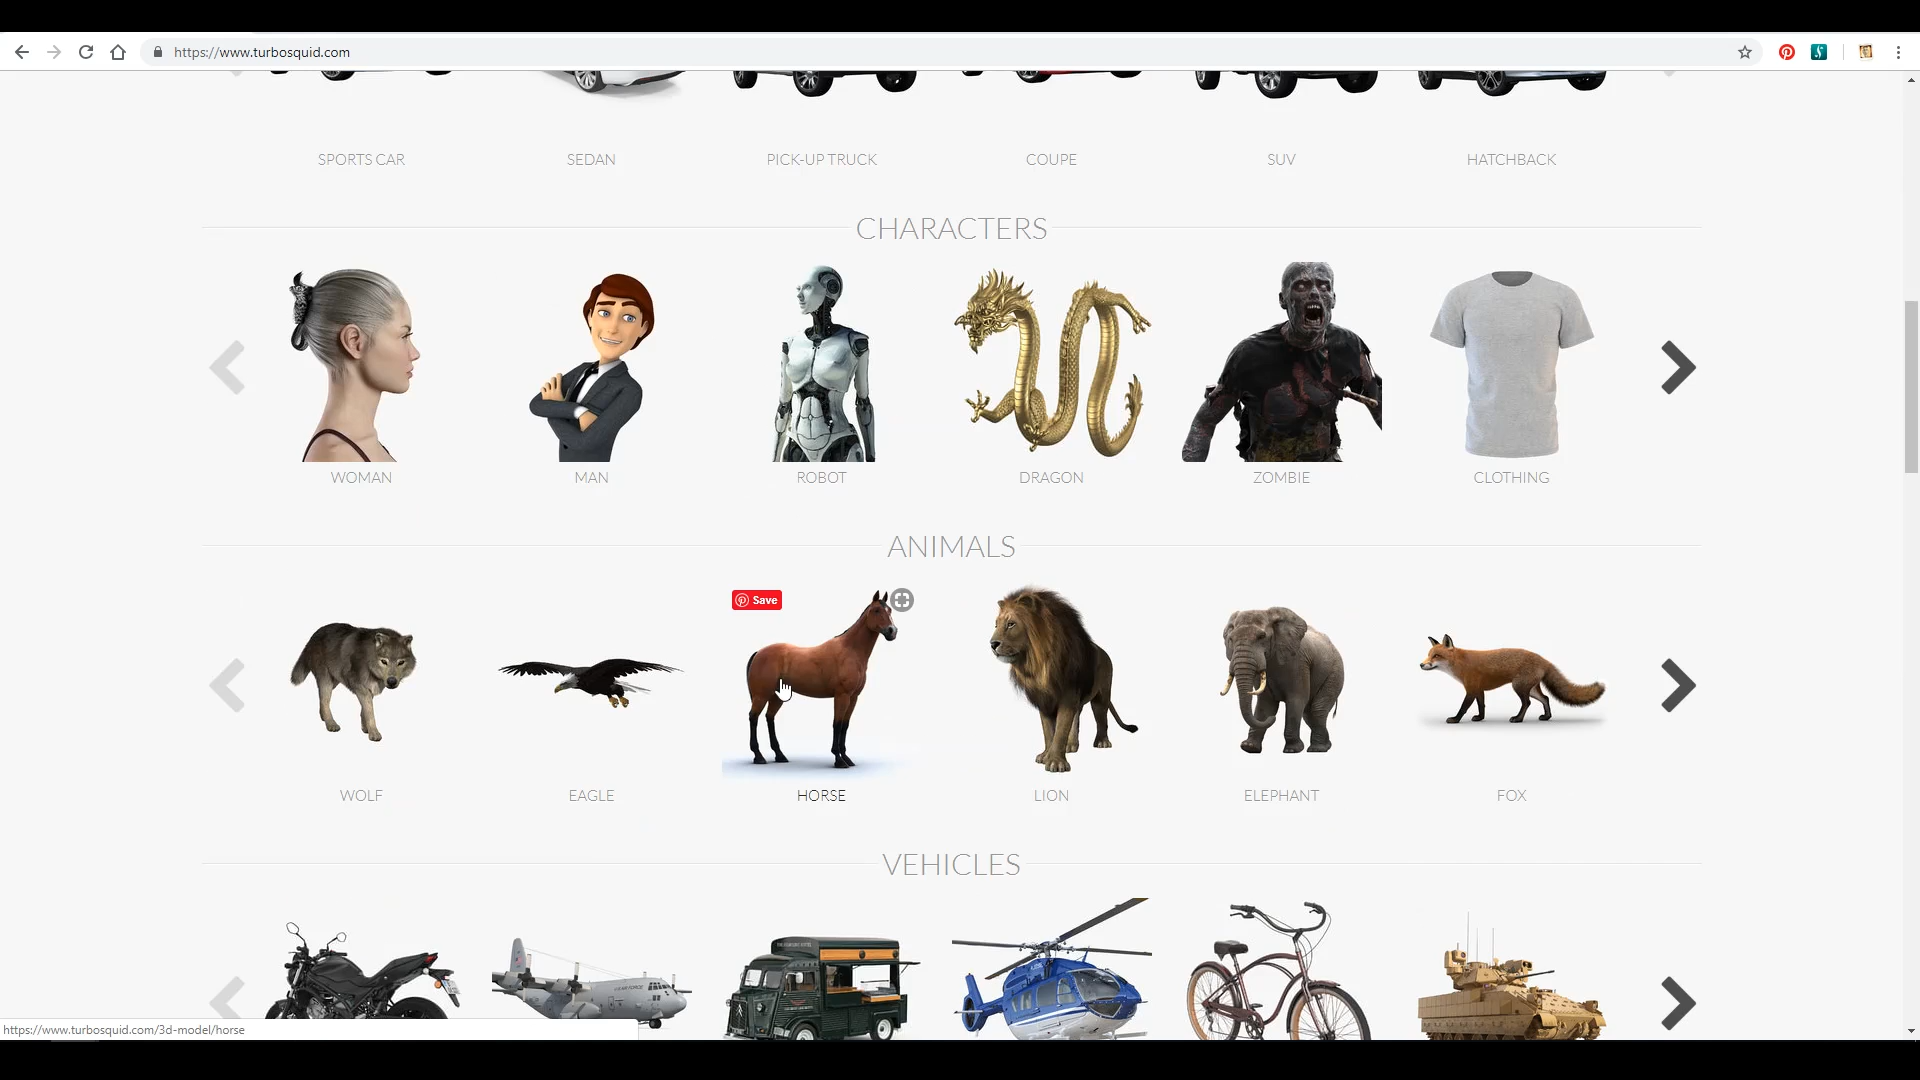 https://www.turbosquid.com
SPORTS CAR
SEDAN
PICK-UP TRUCK
COUPE
SUV
HATCHBACK
CHARACTERS
WOMAN
MAN
ROBOT
DRAGON
ZOMBIE
CLOTHING
ANIMALS
Save
WOLF
EAGLE
HORSE
LION
ELEPHANT
FOX
VEHICLES
https://www.turbosquid.com/3d-model/horse